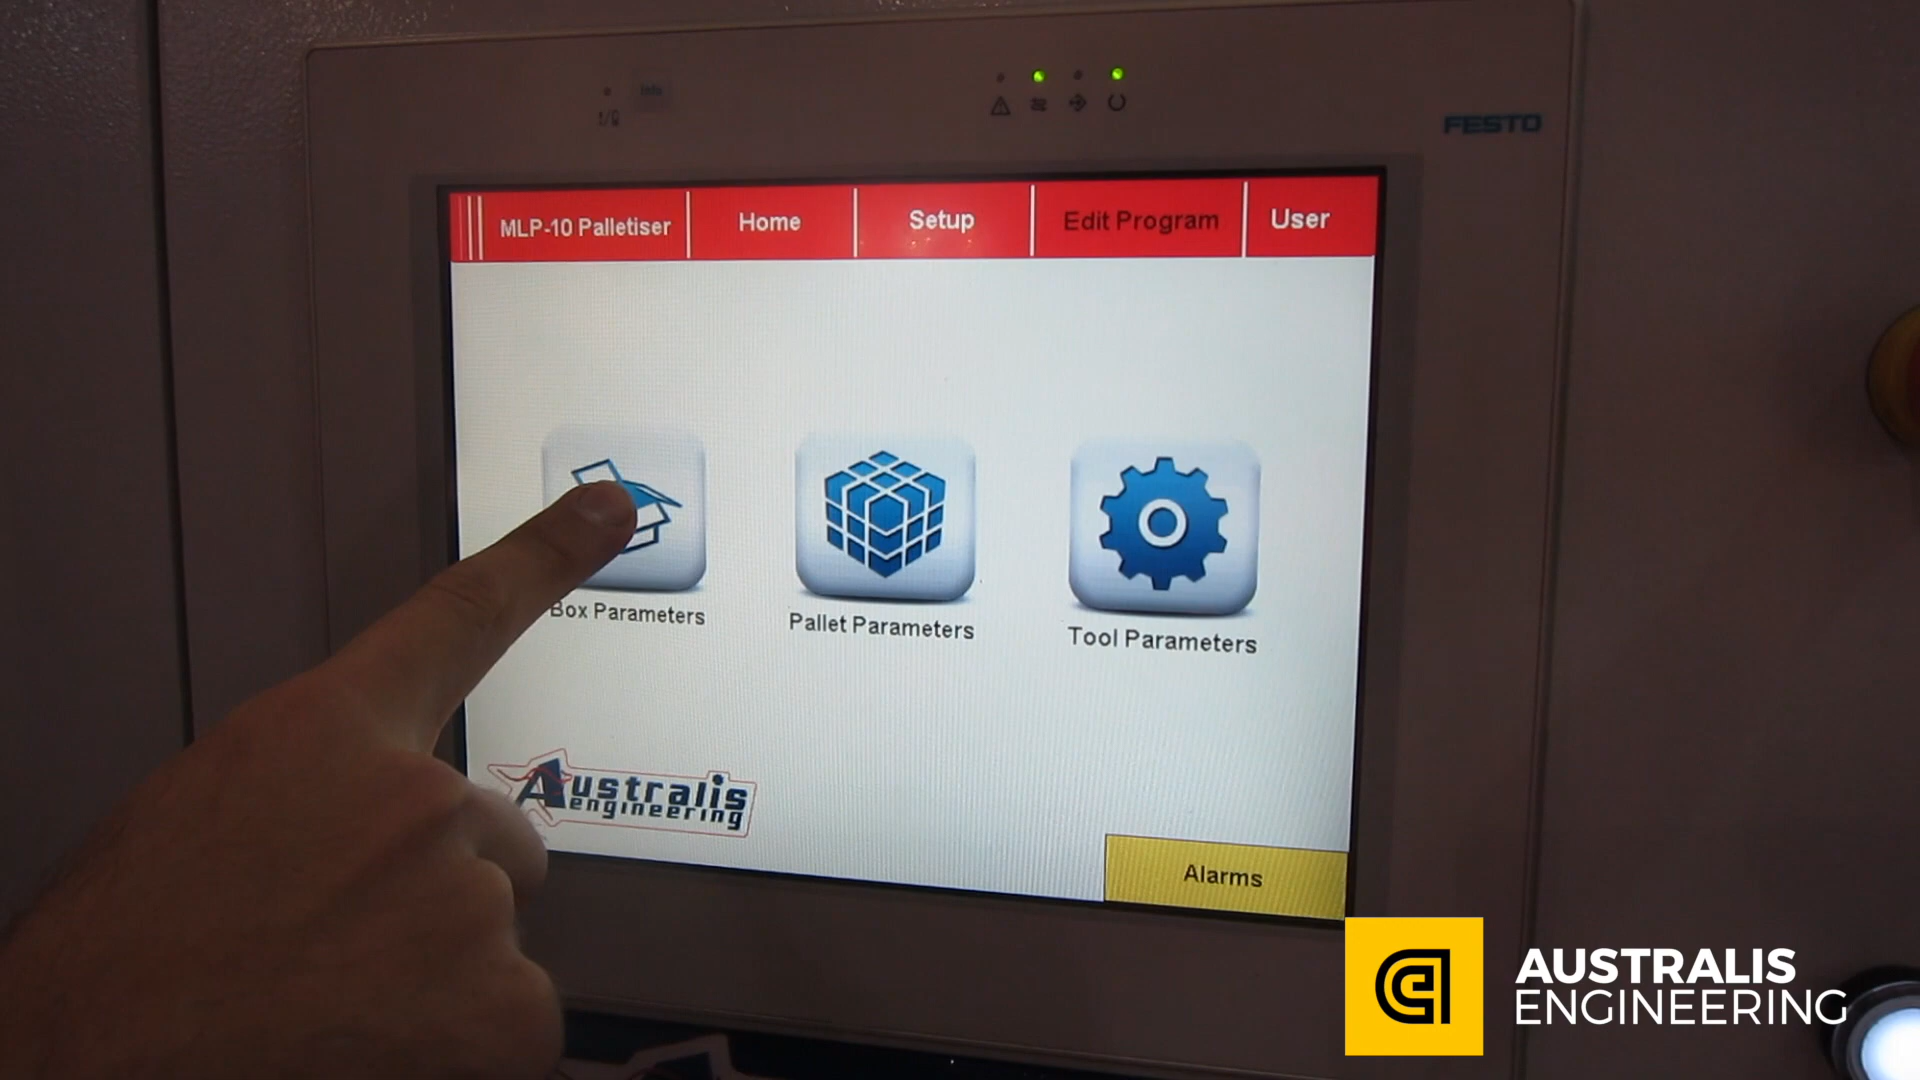 Info
FESTO
MLP-10 Palletiser
Home
Setup
Edit Program
User
Box Parameters
Pallet Parameters
Tool Parameters
Australis
engineering
Alarms
AUSTRALIS
ENGINEERING